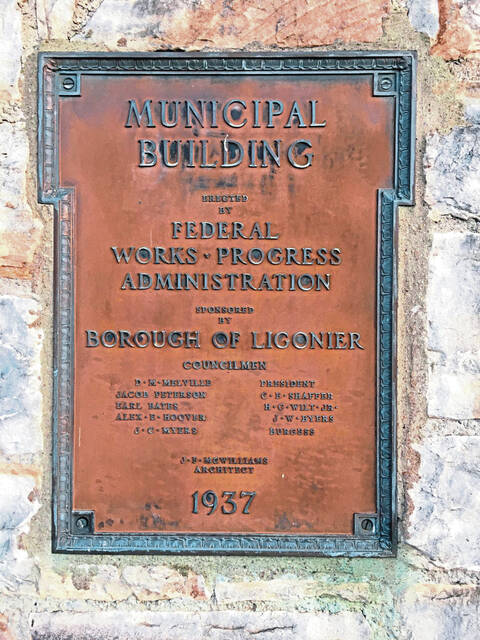 MUNICIPAL
BUILDING
ERECTED
BY
FEDERAL
WORKS · PROGRESS
ADMINISTRATION
SPONSORED
BY
BOROUGH OF LIGONIER
COUNCILMEN
D·M·MELVILLE PRESIDENT
JACOB PETERSON C·E·SHAFFER
EARL BATES H·G·WILT·JR·
ALEX·E·HOOVER J·W·BYERS
J·C·MYERS BURGESS
J·F·MCWILLIAMS
ARCHITECT
1937